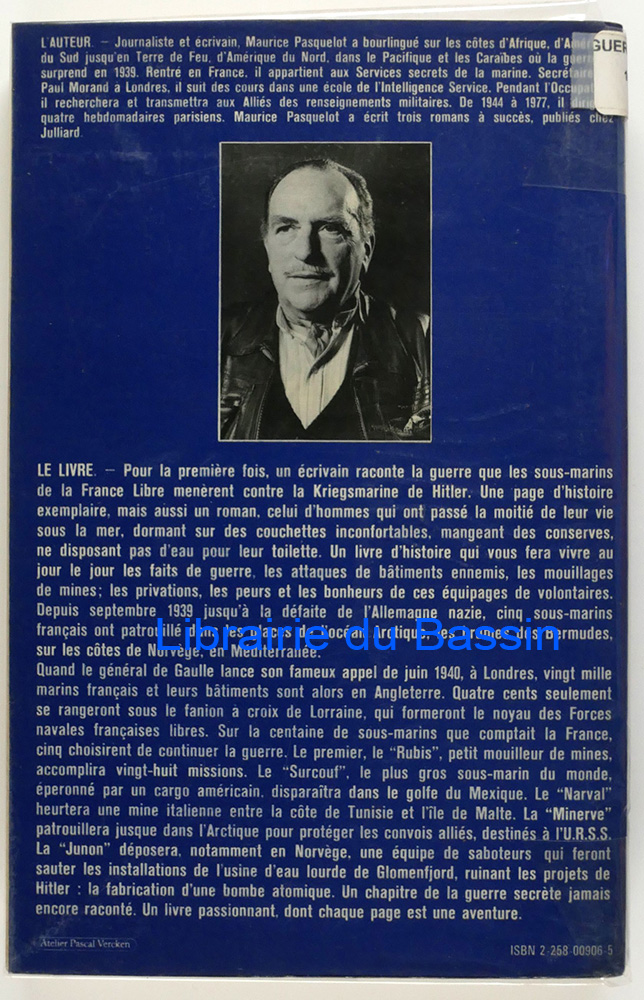 L'AUTEUR. — Journaliste et écrivain, Maurice Pasquelot a bourlingué sur les côtes d'Afrique, d'Amé
du Sud jusqu'en Terre de Feu, d'Amérique du Nord, dans le Pacifique et les Caraïbes où la guer
surprend en 1939. Rentré en France, il appartient aux Services secrets de la marine. Secrétaire
Paul Morand à Londres, il suit des cours dans une école de l'Intelligence Service. Pendant l'Occupat
il recherchera et transmettra aux Alliés des renseignements militaires. De 1944 à 1977, il
quatre hebdomadaires parisiens. Maurice Pasquelot a écrit trois romans à succès, publiés chez
Julliard.
GUER
1
LE LIVRE. — Pour la première fois, un écrivain raconte la guerre que les sous-marins
de la France Libre menèrent contre la Kriegsmarine de Hitler. Une page d'histoire
exemplaire, mais aussi un roman, celui d'hommes qui ont passé la moitié de leur vie
sous la mer, dormant sur des couchettes inconfortables, mangeant des conserves,
ne disposant pas d'eau pour leur toilette. Un livre d'histoire qui vous fera vivre au
jour le jour les faits de guerre, les attaques de bâtiments ennemis, les mouillages
de mines; les privations, les peurs et les bonheurs de ces équipages de volontaires.
Depuis septembre 1939 jusqu'à la défaite de l'Allemagne nazie, cinq sous-marins
français ont patrouillé dans les glaces de l'océan Arctique, les brumes des Bermudes,
sur les côtes de Norvège, en Méditerranée.
Librairie du Bassin
Quand le général de Gaulle lance son fameux appel de juin 1940, à Londres, vingt mille
marins français et leurs bâtiments sont alors en Angleterre. Quatre cents seulement
se rangeront sous le fanion à croix de Lorraine, qui formeront le noyau des Forces
navales françaises libres. Sur la centaine de sous-marins que comptait la France,
cinq choisirent de continuer la guerre. Le premier, le "Rubis", petit mouilleur de mines,
accomplira vingt-huit missions. Le "Surcouf", le plus gros sous-marin du monde,
éperonné par un cargo américain, disparaîtra dans le golfe du Mexique. Le "Narval"
heurtera une mine italienne entre la côte de Tunisie et l'île de Malte. La "Minerve"
patrouillera jusque dans l'Arctique pour protéger les convois alliés, destinés à l'U.R.S.S.
La "Junon" déposera, notamment en Norvège, une équipe de saboteurs qui feront
sauter les installations de l'usine d'eau lourde de Glomenfjord, ruinant les projets de
Hitler : la fabrication d'une bombe atomique. Un chapitre de la guerre secrète jamais
encore raconté. Un livre passionnant, dont chaque page est une aventure.
Atelier Pascal Vercken
ISBN 2-258-00906-5